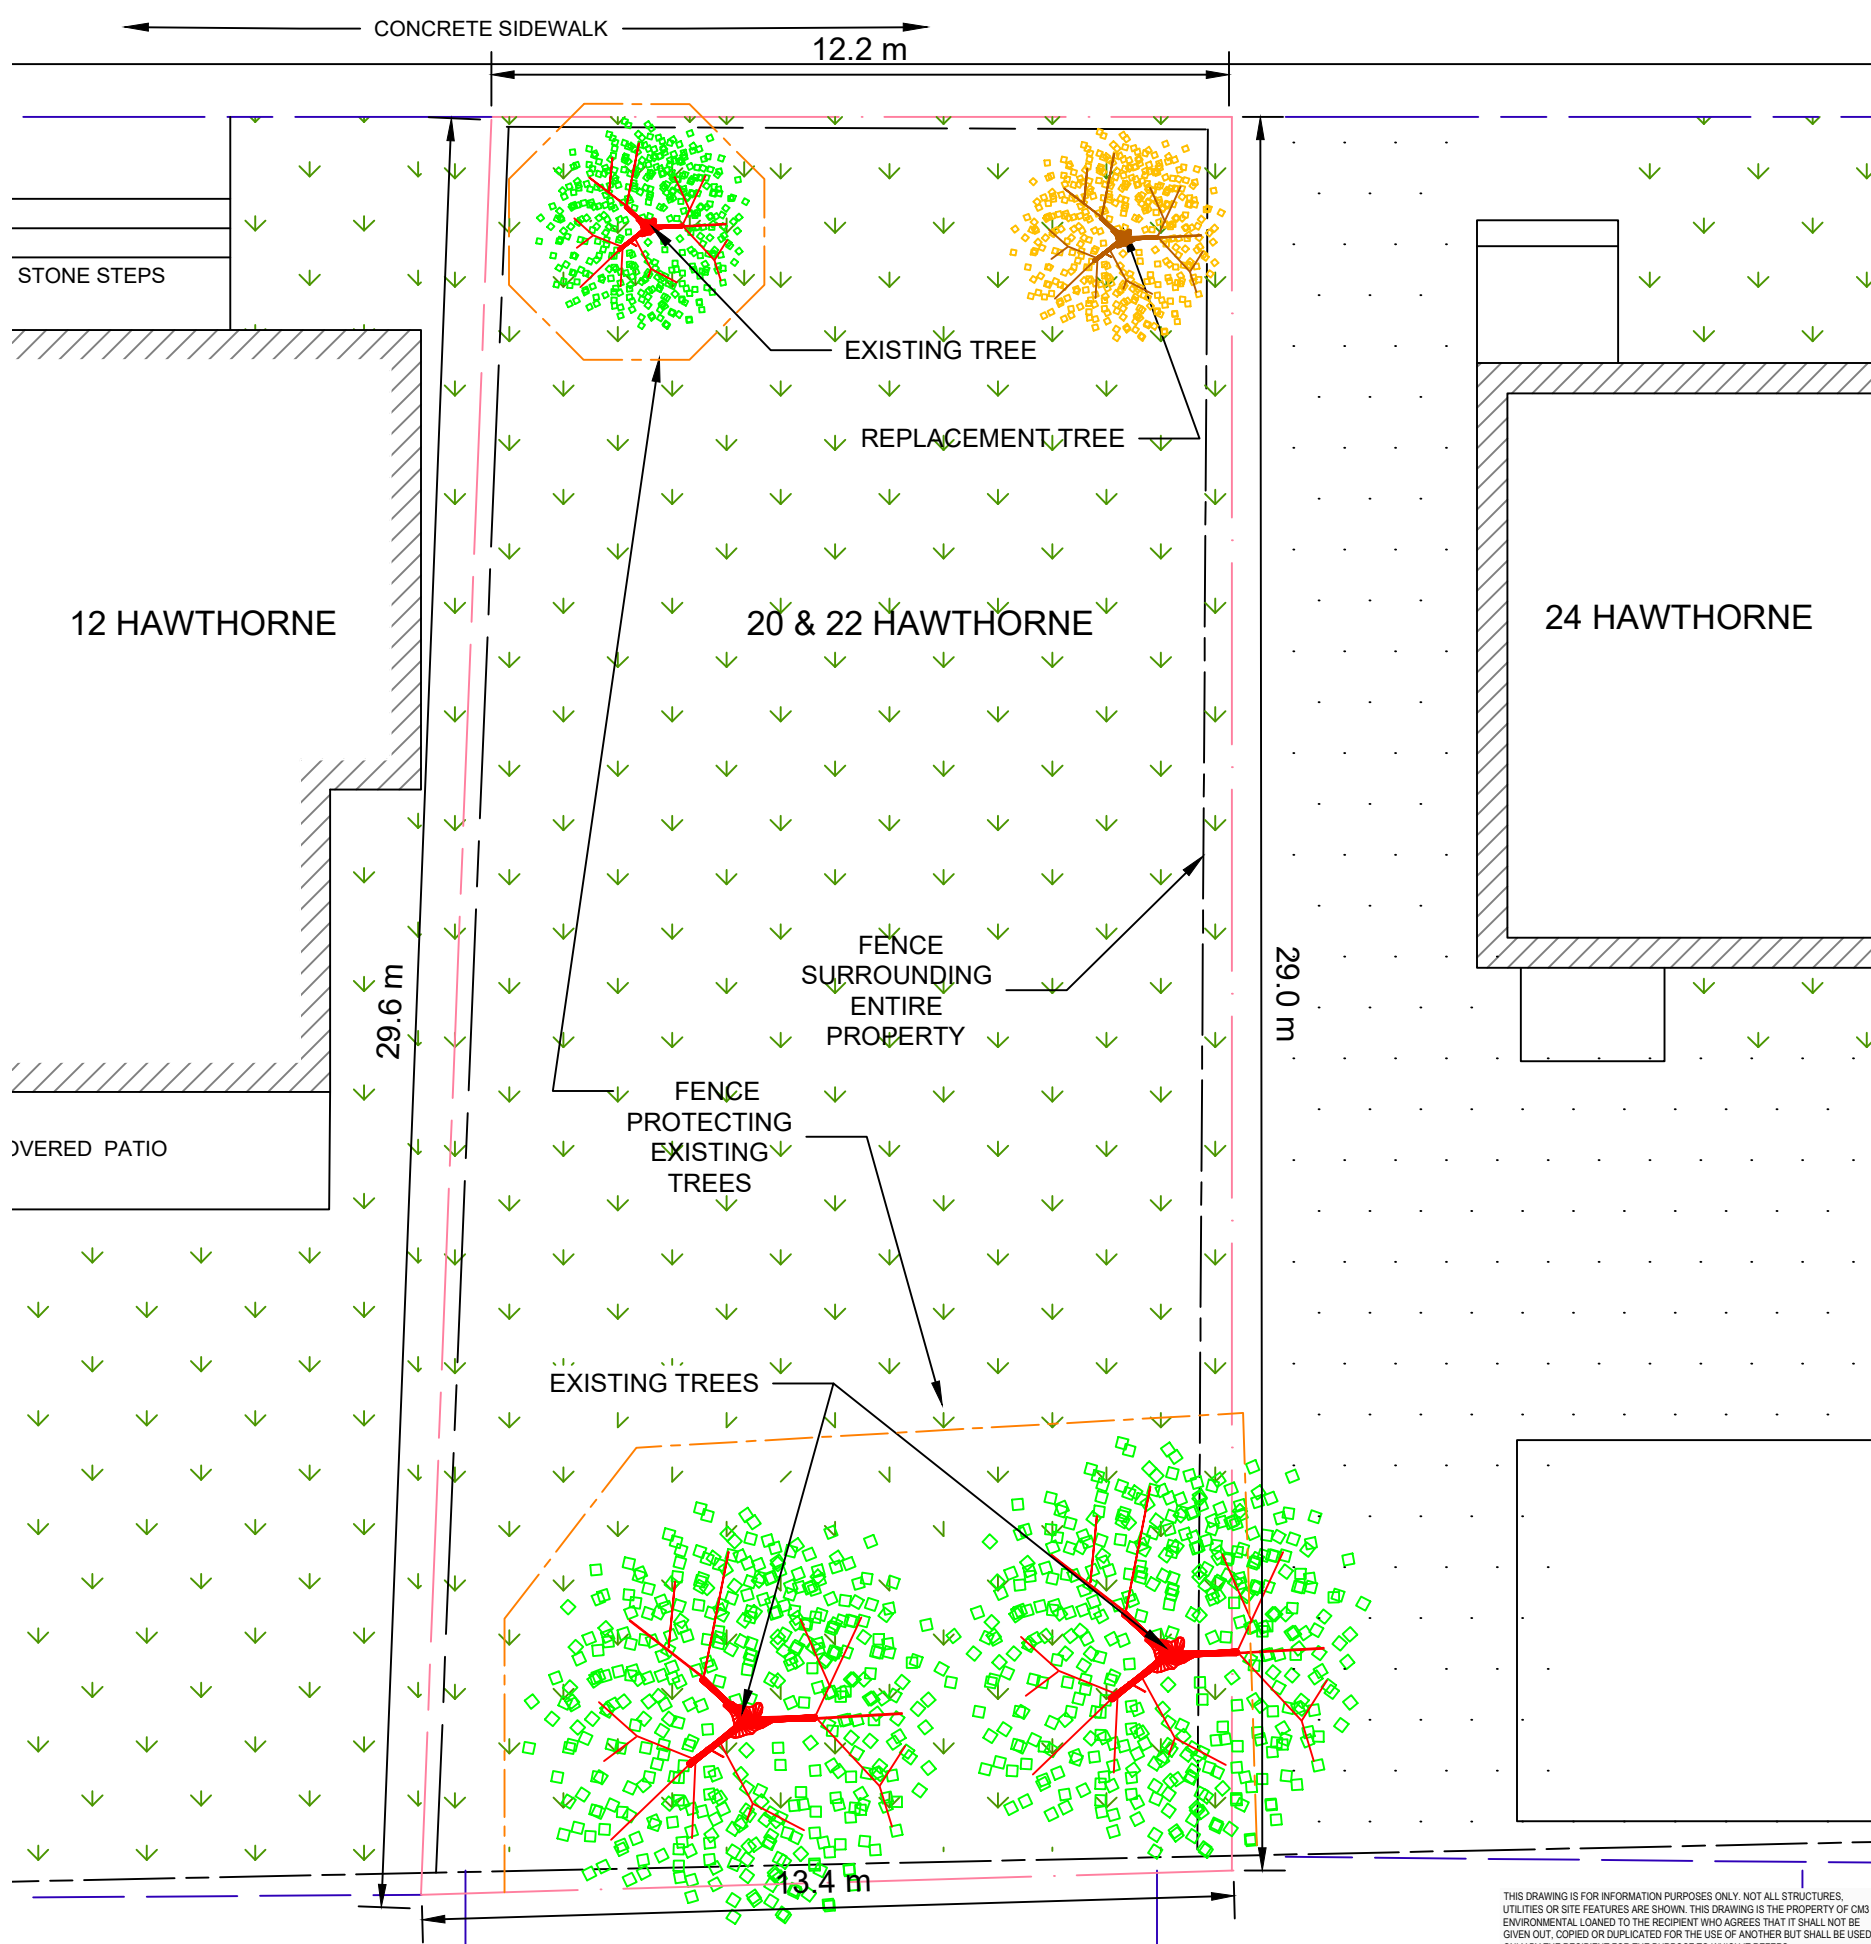 CONCRETE SIDEWALK
12.2 m
STONE STEPS
EXISTING TREE
REPLACEMENT TREE
12 HAWTHORNE
20 & 22 HAWTHORNE
24 HAWTHORNE
FENCE
SURROUNDING
ENTIRE
PROPERTY
29.6 m
29.0 m
FENCE
PROTECTING
EXISTING
TREES
OVERED PATIO
EXISTING TREES
13.4 m
THIS DRAWING IS FOR INFORMATION PURPOSES ONLY. NOT ALL STRUCTURES,
UTILITIES OR SITE FEATURES ARE SHOWN. THIS DRAWING IS THE PROPERTY OF CM3
ENVIRONMENTAL LOANED TO THE RECIPIENT WHO AGREES THAT IT SHALL NOT BE
GIVEN OUT, COPIED OR DUPLICATED FOR THE USE OF ANOTHER BUT SHALL BE USED